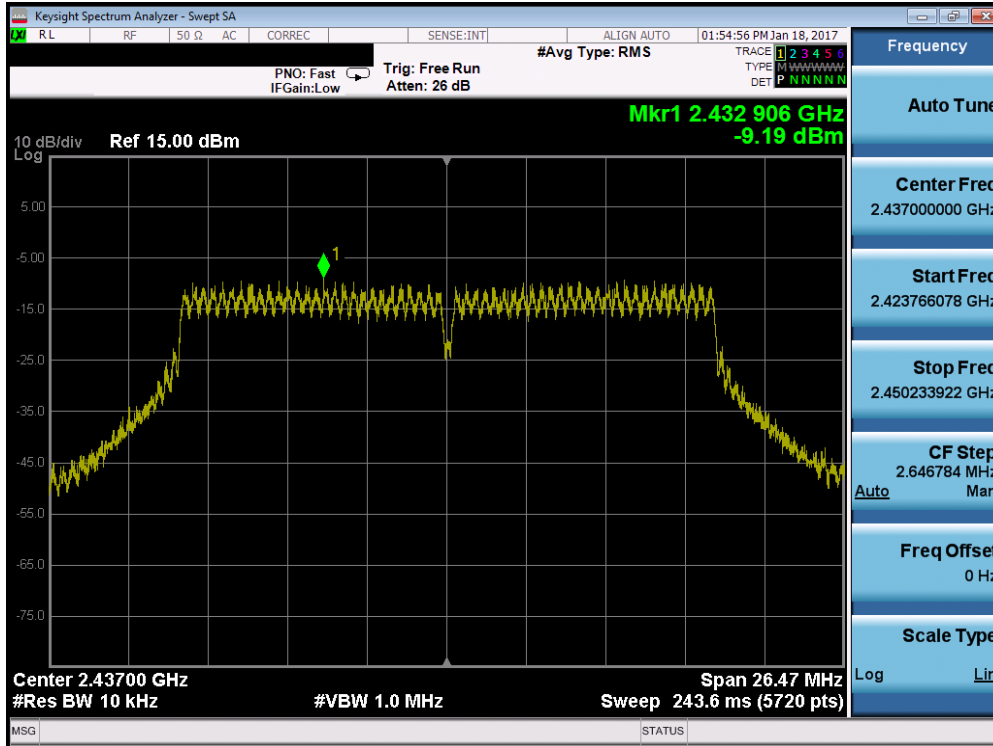 Keysight Spectrum Analyzer - Swept SA
LXI RL RF 50 Ω AC CORREC SENSE:INT ALIGN AUTO 01:54:56 PM Jan 18, 2017
#Avg Type: RMS
TRACE 1 2 3 4 5 6
TYPE M WWWWW
DET P N N N N N
PNO: Fast
IFGain:Low
Trig: Free Run
Atten: 26 dB
Mkr1 2.432 906 GHz
-9.19 dBm
10 dB/div
Log
Ref 15.00 dBm
5.00
-5.00
-15.0
-25.0
-35.0
-45.0
-55.0
-65.0
-75.0
1
Center 2.43700 GHz
Span 26.47 MHz
#Res BW 10 kHz
#VBW 1.0 MHz
Sweep 243.6 ms (5720 pts)
MSG
STATUS
Frequency
Auto Tune
Center Freq
2.437000000 GHz
Start Freq
2.423766078 GHz
Stop Freq
2.450233922 GHz
CF Step
2.646784 MHz
Auto Man
Freq Offset
0 Hz
Scale Type
Log Lin